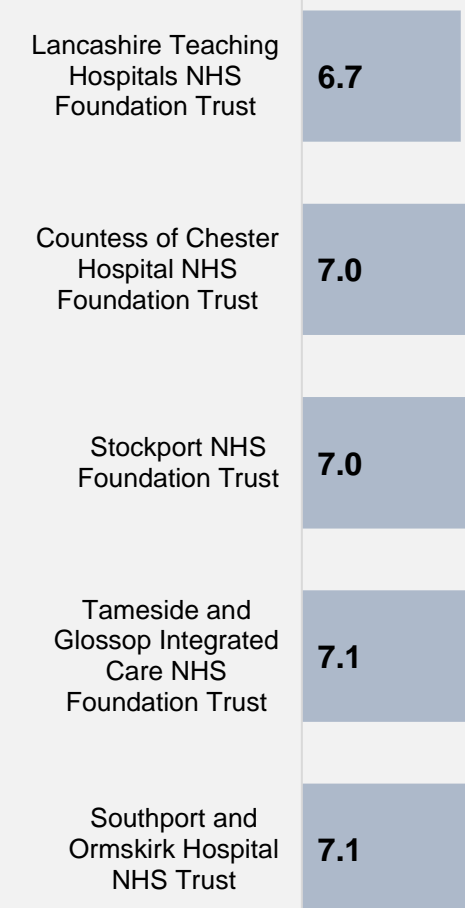 Lancashire Teaching
Hospitals NHS
Foundation Trust
6.7
Countess of Chester
Hospital NHS
Foundation Trust
7.0
Stockport NHS
Foundation Trust
7.0
Tameside and
Glossop Integrated
Care NHS
Foundation Trust
7.1
Southport and
Ormskirk Hospital
NHS Trust
7.1